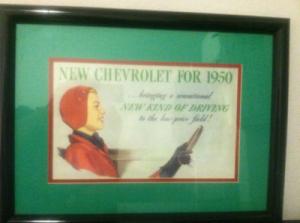 NEW CHEVROLET FOR 1950
...bringing a sensational
NEW KIND OF DRIVING
to the low-price field!